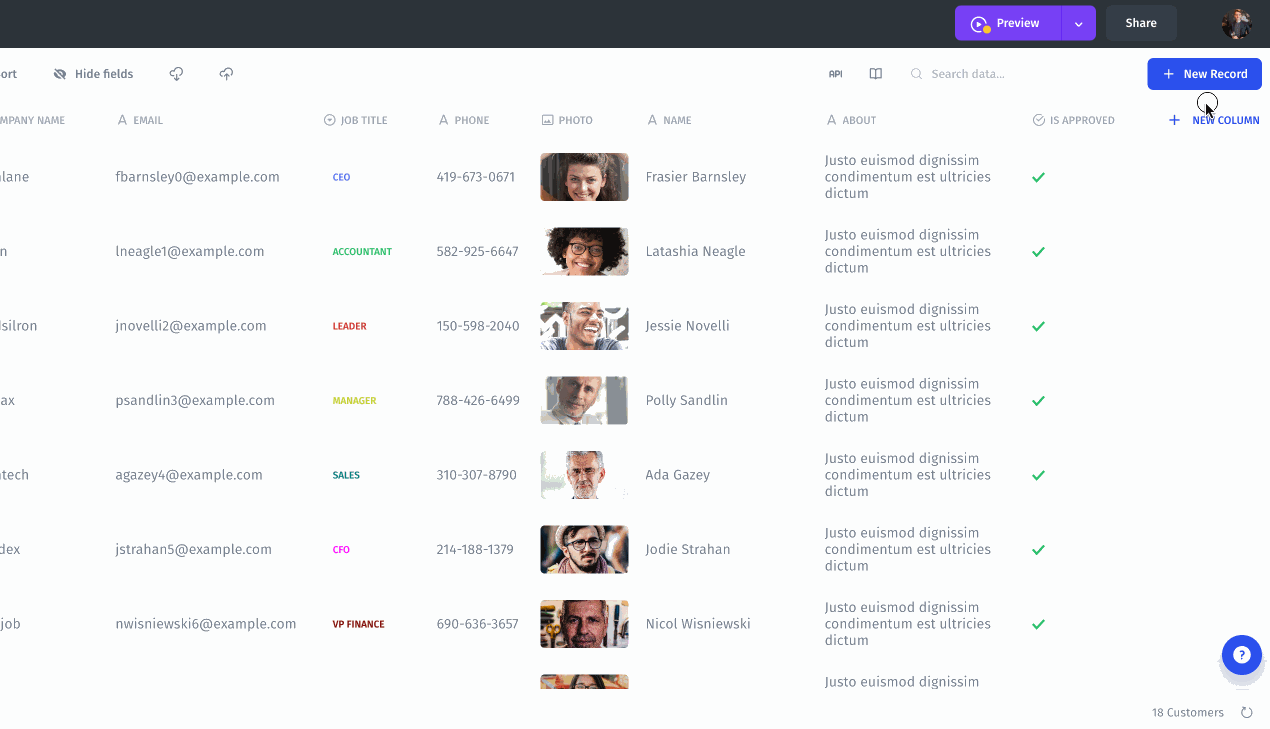 Preview
Share
ort
Hide fields
API
Search data...
New Record
MPANY NAME
EMAIL
JOB TITLE
PHONE
PHOTO
NAME
ABOUT
IS APPROVED
NEW COLUMN
lane
fbarnsley0@example.com
CEO
419-673-0671
Frasier Barnsley
Justo euismod dignissim
condimentum est ultricies
dictum
n
lneagle1@example.com
ACCOUNTANT
582-925-6647
Latashia Neagle
Justo euismod dignissim
condimentum est ultricies
dictum
lsilron
jnovelli2@example.com
LEADER
150-598-2040
Jessie Novelli
Justo euismod dignissim
condimentum est ultricies
dictum
ax
psandlin3@example.com
MANAGER
788-426-6499
Polly Sandlin
Justo euismod dignissim
condimentum est ultricies
dictum
ntech
agazey4@example.com
SALES
310-307-8790
Ada Gazey
Justo euismod dignissim
condimentum est ultricies
dictum
dex
jstrahan5@example.com
CFO
214-188-1379
Jodie Strahan
Justo euismod dignissim
condimentum est ultricies
dictum
job
nwisniewski6@example.com
VP FINANCE
690-636-3657
Nicol Wisniewski
Justo euismod dignissim
condimentum est ultricies
dictum
Justo euismod dignissim
?
18 Customers